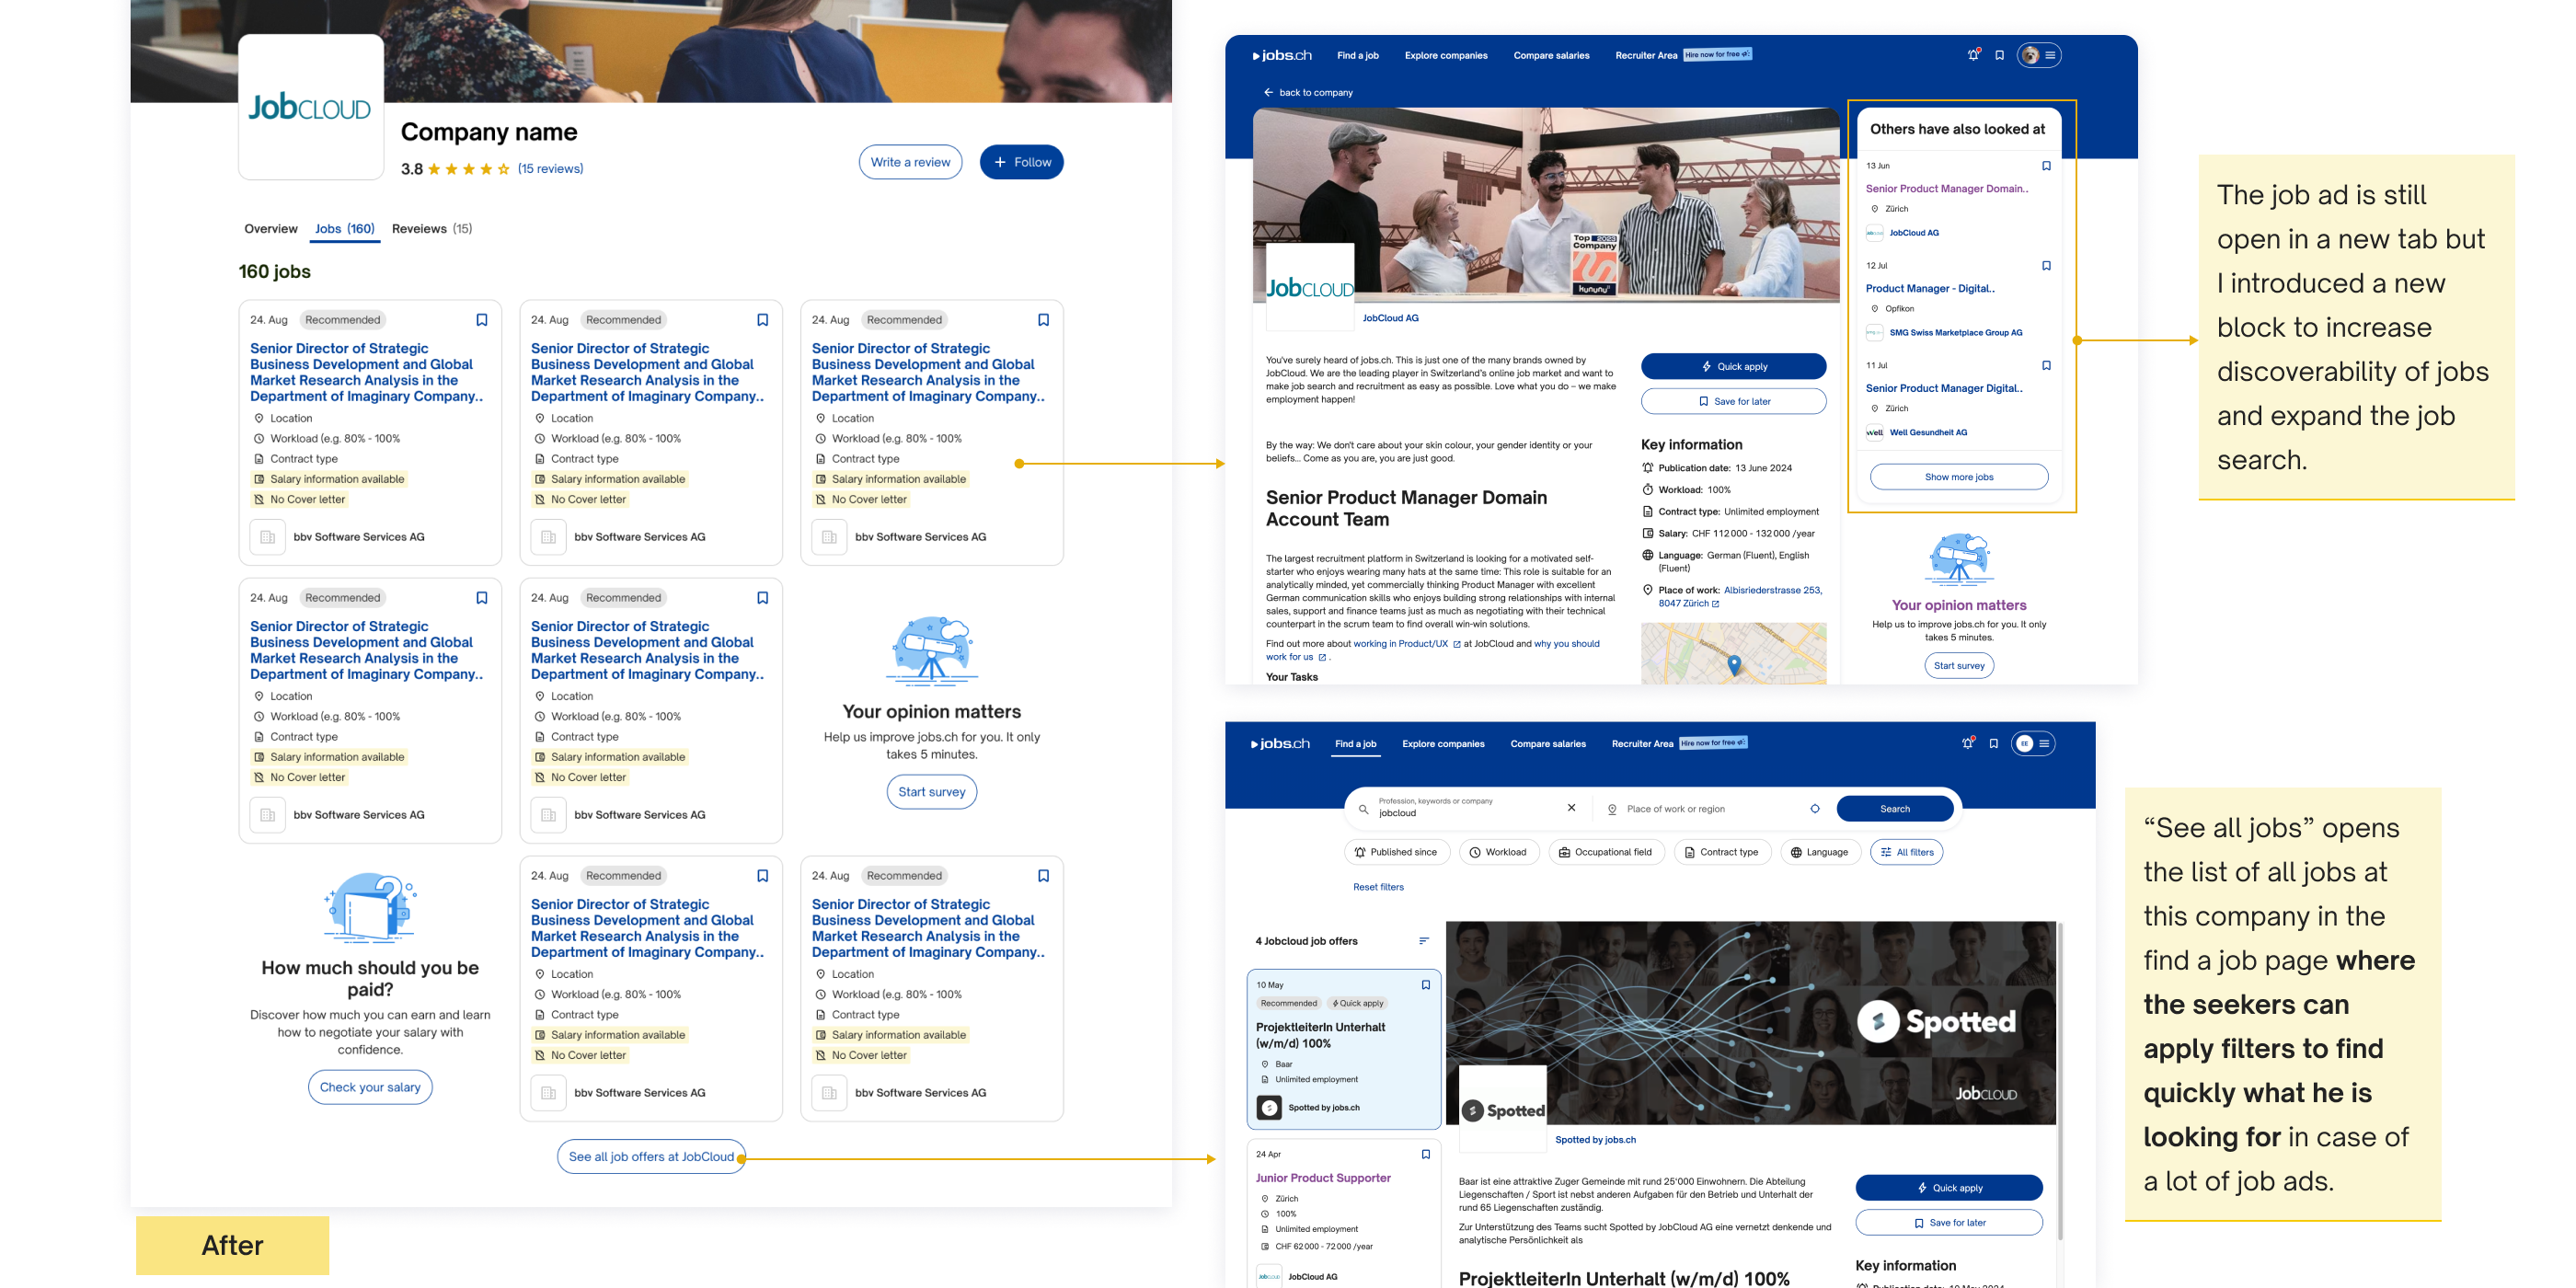 JobCLOUD
Company name
3.8 (15 reviews)
Write a review
+ Follow
Overview
Jobs (160)
Reveiews (15)
160 jobs
24. Aug Recommended
Senior Director of Strategic
Business Development and Global
Market Research Analysis in the
Department of Imaginary Company..
Location
Workload (e.g. 80% - 100%
Contract type
Salary information available
No Cover letter
bbv Software Services AG
24. Aug Recommended
Senior Director of Strategic
Business Development and Global
Market Research Analysis in the
Department of Imaginary Company..
Location
Workload (e.g. 80% - 100%
Contract type
Salary information available
No Cover letter
bbv Software Services AG
24. Aug Recommended
Senior Director of Strategic
Business Development and Global
Market Research Analysis in the
Department of Imaginary Company..
Location
Workload (e.g. 80% - 100%
Contract type
Salary information available
No Cover letter
bbv Software Services AG
24. Aug Recommended
Senior Director of Strategic
Business Development and Global
Market Research Analysis in the
Department of Imaginary Company..
Location
Workload (e.g. 80% - 100%
Contract type
Salary information available
No Cover letter
bbv Software Services AG
24. Aug Recommended
Senior Director of Strategic
Business Development and Global
Market Research Analysis in the
Department of Imaginary Company..
Location
Workload (e.g. 80% - 100%
Contract type
Salary information available
No Cover letter
bbv Software Services AG
Your opinion matters
Help us improve jobs.ch for you. It only
takes 5 minutes.
Start survey
How much should you be
paid?
Discover how much you can earn and learn
how to negotiate your salary with
confidence.
Check your salary
24. Aug Recommended
Senior Director of Strategic
Business Development and Global
Market Research Analysis in the
Department of Imaginary Company..
Location
Workload (e.g. 80% - 100%
Contract type
Salary information available
No Cover letter
bbv Software Services AG
24. Aug Recommended
Senior Director of Strategic
Business Development and Global
Market Research Analysis in the
Department of Imaginary Company..
Location
Workload (e.g. 80% - 100%
Contract type
Salary information available
No Cover letter
bbv Software Services AG
See all job offers at JobCloud
After
jobs.ch
Find a job
Explore companies
Compare salaries
Recruiter Area Hire now for free
back to company
Top 2023
Company
kununu
JobCLOUD
JobCloud AG
You've surely heard of jobs.ch. This is just one of the many brands owned by
JobCloud. We are the leading player in Switzerland's online job market and want to
make job search and recruitment as easy as possible. Love what you do – we make
employment happen!
By the way: We don't care about your skin colour, your gender identity or your
beliefs... Come as you are, you are just good.
Senior Product Manager Domain
Account Team
The largest recruitment platform in Switzerland is looking for a motivated self-
starter who enjoys wearing many hats at the same time: This role is suitable for an
analytically minded, yet commercially thinking Product Manager with excellent
German communication skills who enjoys building strong relationships with internal
sales, support and finance teams just as much as negotiating with their technical
counterpart in the scrum team to find overall win-win solutions.
Find out more about working in Product/UX at JobCloud and why you should
work for us .
Your Tasks
Quick apply
Save for later
Key information
Publication date: 13 June 2024
Workload: 100%
Contract type: Unlimited employment
Salary: CHF 112 000 - 132 000 /year
Language: German (Fluent), English
(Fluent)
Place of work: Albisriederstrasse 253,
8047 Zürich
Others have also looked at
13 Jun
Senior Product Manager Domain..
Zürich
JobCloud AG
12 Jul
Product Manager - Digital..
Opfikon
SMG Swiss Marketplace Group AG
11 Jul
Senior Product Manager Digital..
Zürich
Well
Well Gesundheit AG
Show more jobs
Your opinion matters
Help us to improve jobs.ch for you. It only
takes 5 minutes.
Start survey
The job ad is still
open in a new tab but
I introduced a new
block to increase
discoverability of jobs
and expand the job
search.
jobs.ch
Find a job
Explore companies
Compare salaries
Recruiter Area Hire now for free
EE
Profession, keywords or company
jobcloud
Place of work or region
Search
Published since
Workload
Occupational field
Contract type
Language
All filters
Reset filters
4 Jobcloud job offers
10 May
Recommended Quick apply
ProjektleiterIn Unterhalt
(w/m/d) 100%
Baar
Unlimited employment
Spotted by jobs.ch
24 Apr
Junior Product Supporter
Zürich
100%
Unlimited employment
CHF 62 000 - 72 000 /year
JobCLOUD
JobCloud AG
Spotted
JobCLOUD
Spotted
Spotted by jobs.ch
Baar ist eine attraktive Zuger Gemeinde mit rund 25'000 Einwohnern. Die Abteilung
Liegenschaften / Sport ist nebst anderen Aufgaben für den Betrieb und Unterhalt der
rund 65 Liegenschaften zuständig.
Zur Unterstützung des Teams sucht Spotted by JobCloud AG eine vernetzt denkende und
analytische Persönlichkeit als
ProjektleiterIn Unterhalt (w/m/d) 100%
Quick apply
Save for later
Key information
“See all jobs” opens
the list of all jobs at
this company in the
find a job page where
the seekers can
apply filters to find
quickly what he is
looking for in case of
a lot of job ads.